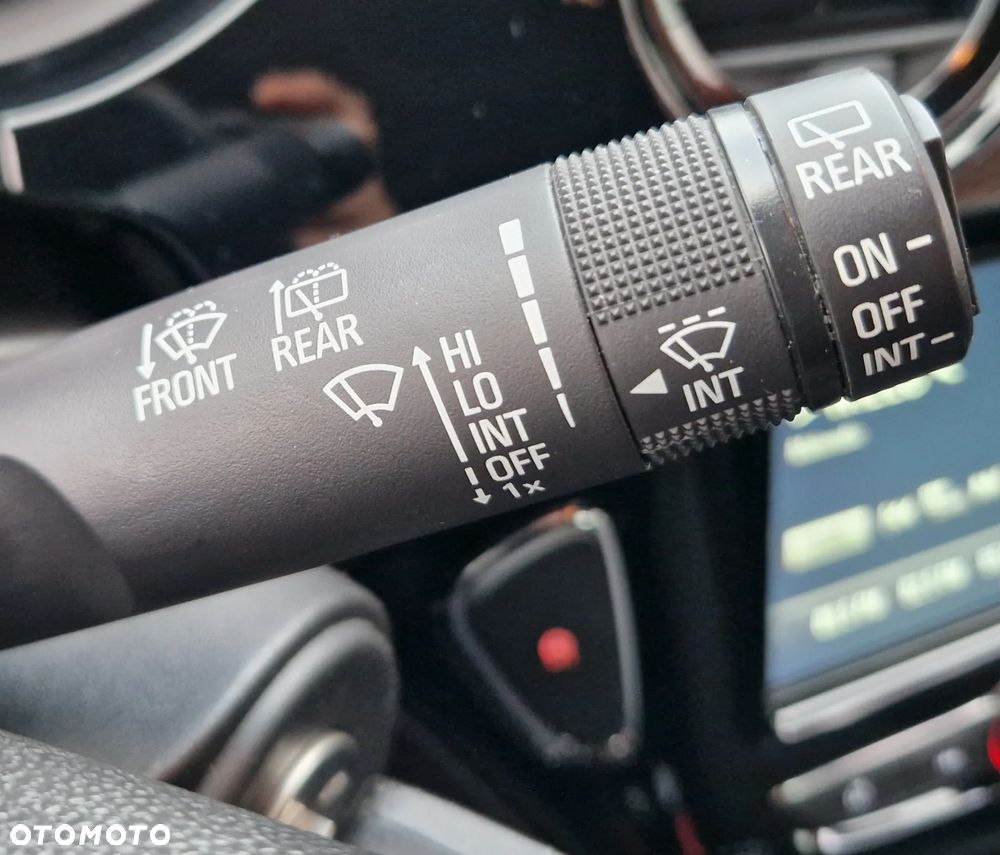 FRONT
REAR
HI
LO
INT
OFF
1x
INT
REAR
ON
OFF
INT
OTOMOTO